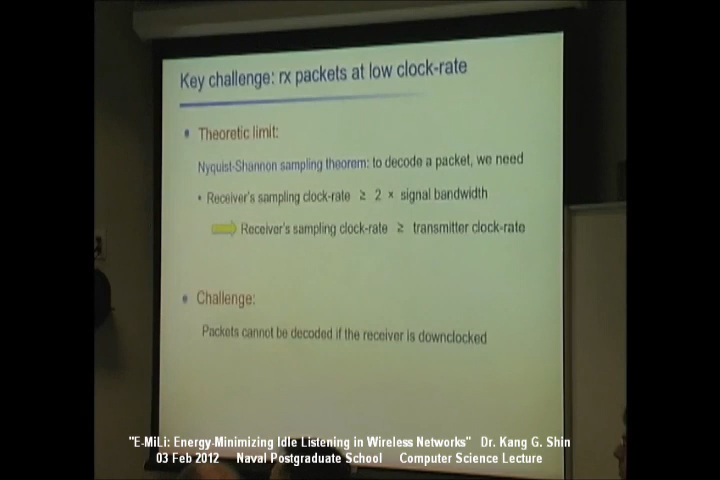 Key challenge: rx packets at low clock-rate
• Theoretic limit:
Nyquist-Shannon sampling theorem: to decode a packet, we need
• Receiver's sampling clock-rate ≥ 2 × signal bandwidth
Receiver's sampling clock-rate ≥ transmitter clock-rate
• Challenge:
Packets cannot be decoded if the receiver is downclocked
"E-MiLi: Energy-Minimizing Idle Listening in Wireless Networks" Dr. Kang G. Shin
03 Feb 2012 Naval Postgraduate School Computer Science Lecture